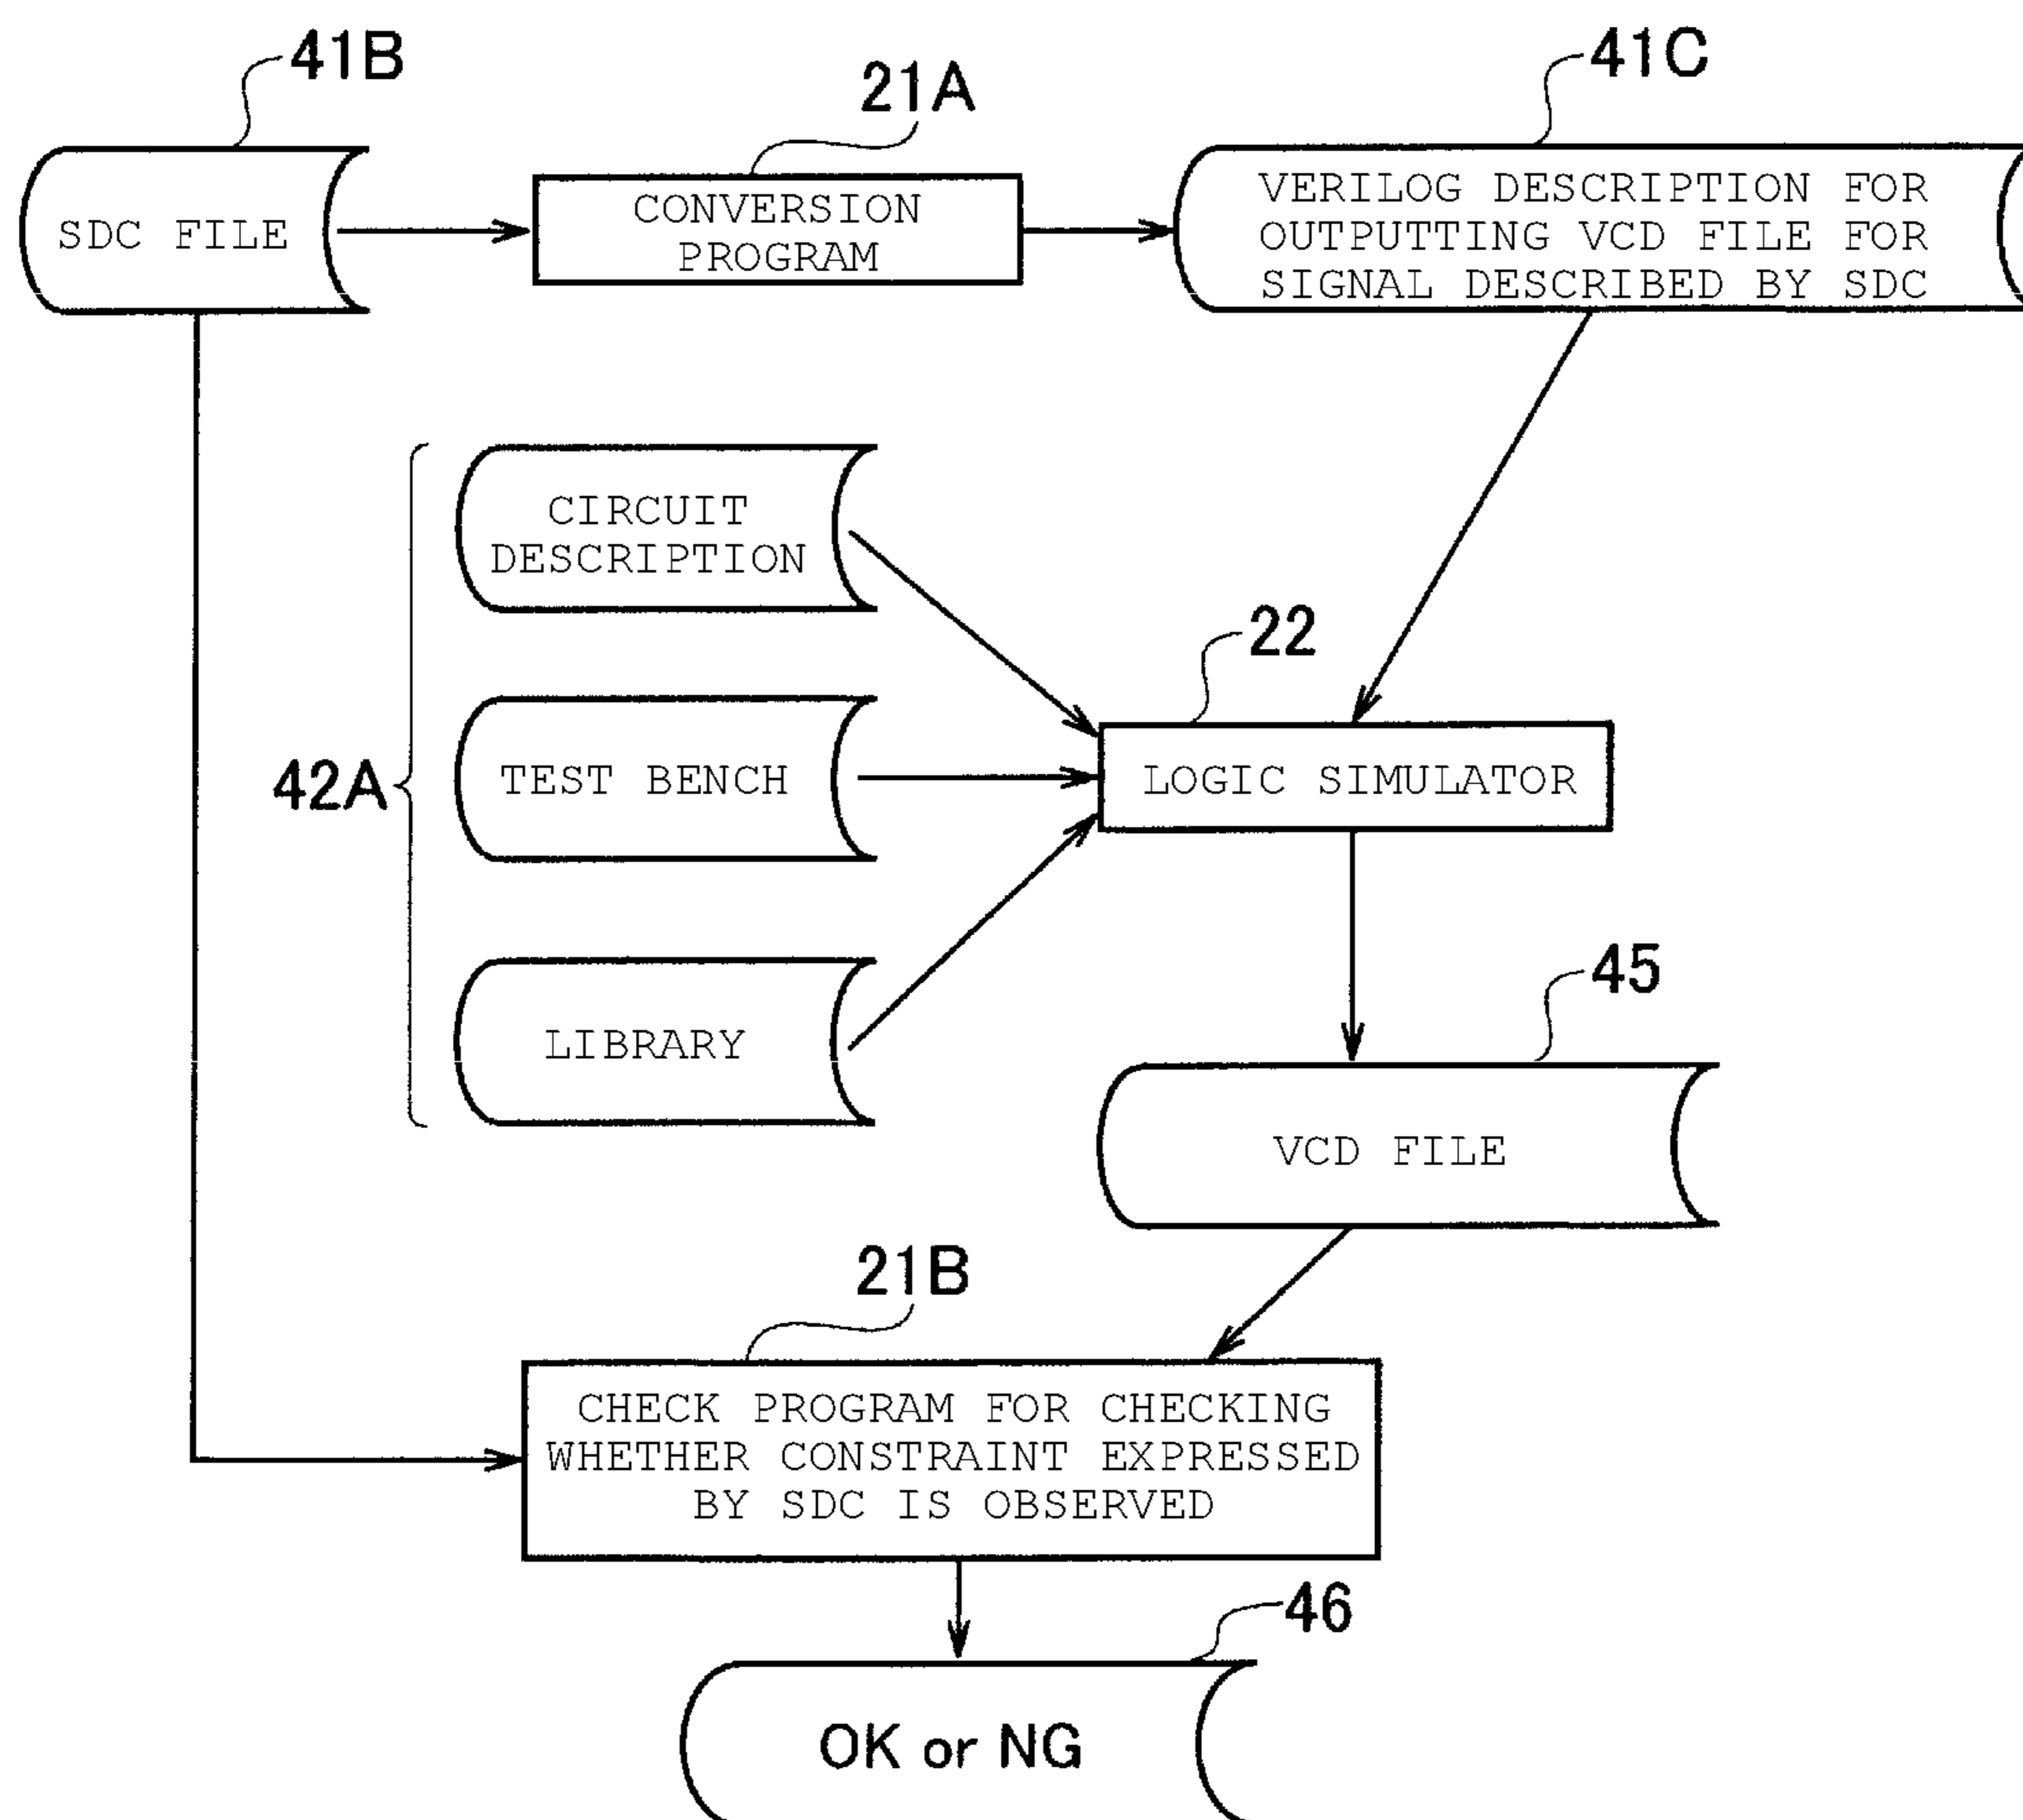 41B
21A
41C
SDC FILE
CONVERSION
PROGRAM
VERILOG DESCRIPTION FOR
OUTPUTTING VCD FILE FOR
SIGNAL DESCRIBED BY SDC
CIRCUIT
DESCRIPTION
22
42A
TEST BENCH
LOGIC SIMULATOR
45
LIBRARY
VCD FILE
21B
CHECK PROGRAM FOR CHECKING
WHETHER CONSTRAINT EXPRESSED
BY SDC IS OBSERVED
46
OK or NG